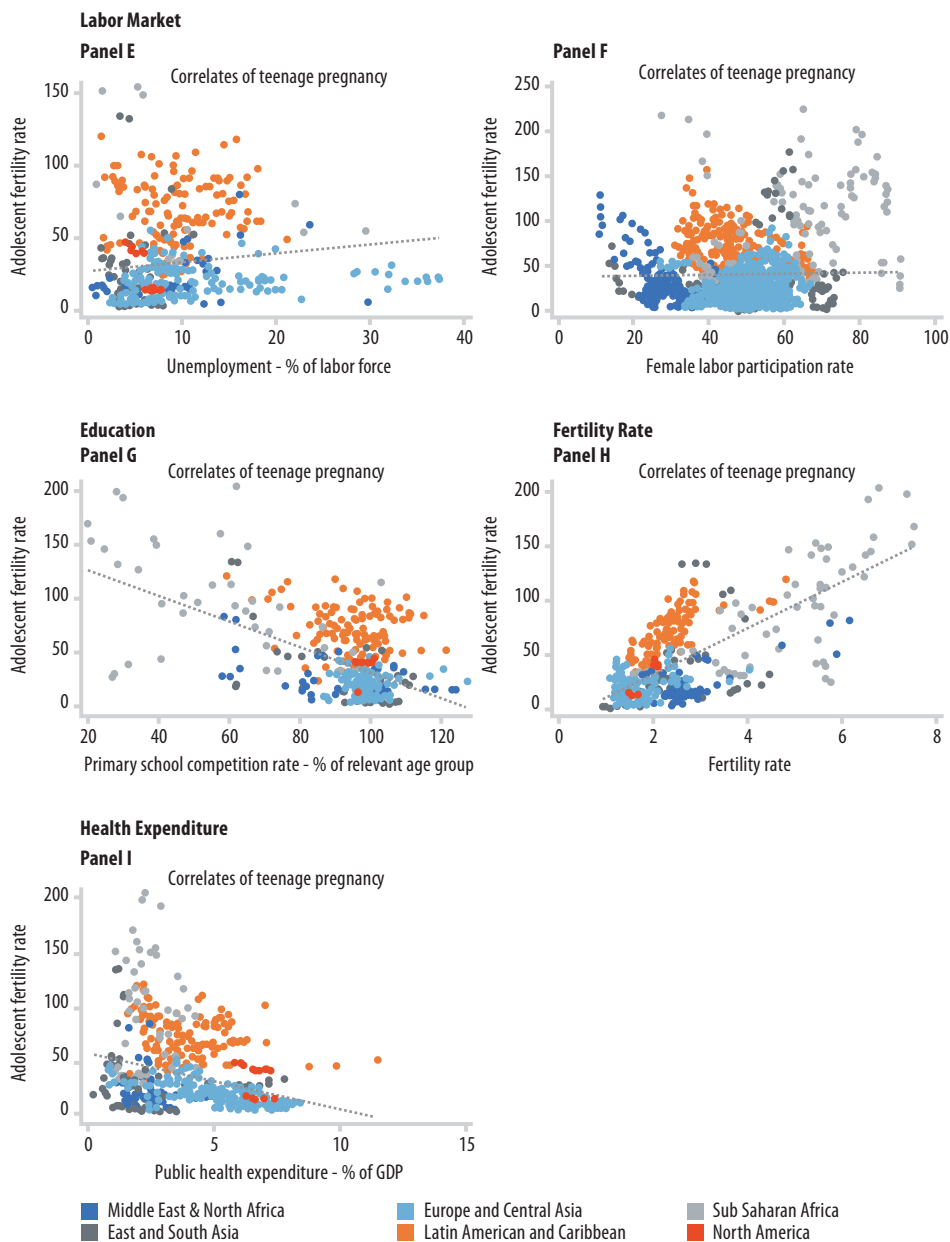 Labor Market
Panel E
Correlates of teenage pregnancy
Adolescent fertility rate
150
100
50
0
0 10 20 30 40
Unemployment - % of labor force
Panel F
Correlates of teenage pregnancy
Adolescent fertility rate
250
200
150
100
50
0
0 20 40 60 80 100
Female labor participation rate
Education
Panel G
Correlates of teenage pregnancy
Adolescent fertility rate
200
150
100
50
0
20 40 60 80 100 120
Primary school competition rate - % of relevant age group
Fertility Rate
Panel H
Correlates of teenage pregnancy
Adolescent fertility rate
200
150
100
50
0
0 2 4 6 8
Fertility rate
Health Expenditure
Panel I
Correlates of teenage pregnancy
Adolescent fertility rate
200
150
100
50
0
0 5 10 15
Public health expenditure - % of GDP
Middle East & North Africa
Europe and Central Asia
Sub Saharan Africa
East and South Asia
Latin American and Caribbean
North America